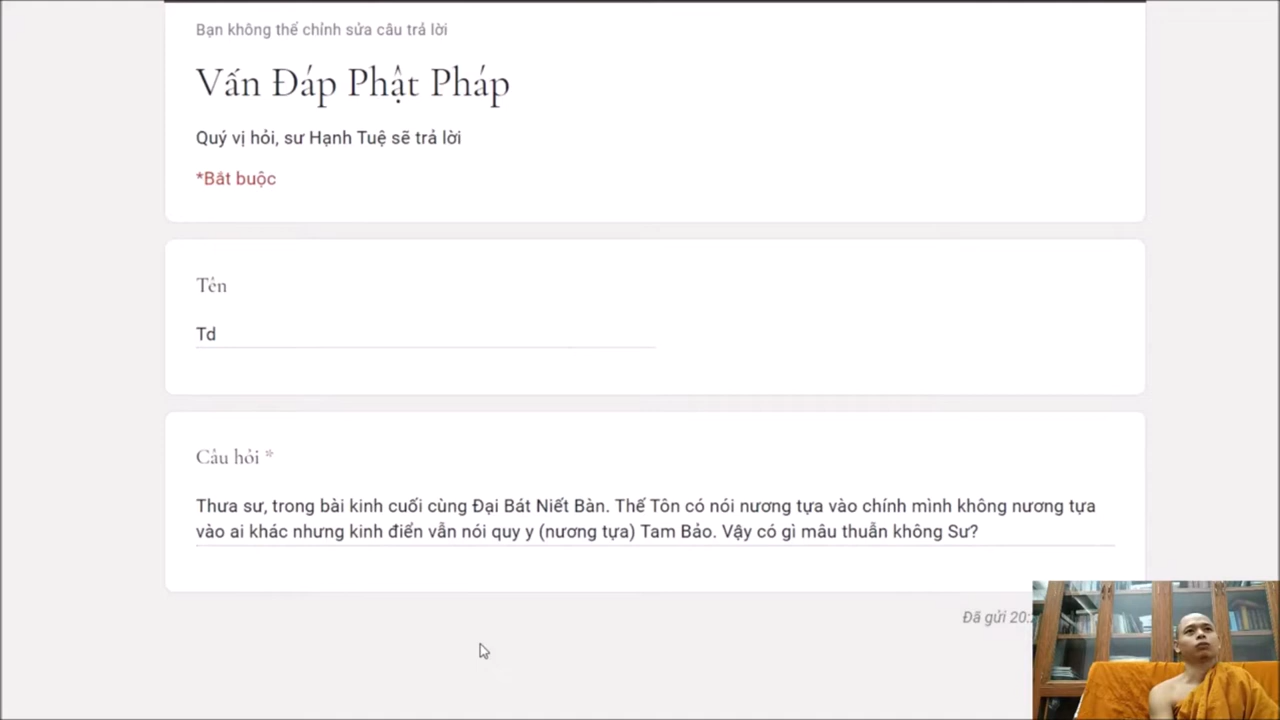 Bạn không thể chỉnh sửa câu trả lời
Vấn Đáp Phật Pháp
Quý vị hỏi, sư Hạnh Tuệ sẽ trả lời
*Bắt buộc
Tên
Td
Câu hỏi *
Thưa sư, trong bài kinh cuối cùng Đại Bát Niết Bàn. Thế Tôn có nói nương tựa vào chính mình không nương tựa
vào ai khác nhưng kinh điển vẫn nói quy y (nương tựa) Tam Bảo. Vậy có gì mâu thuẫn không Sư?
Đã gửi 20: